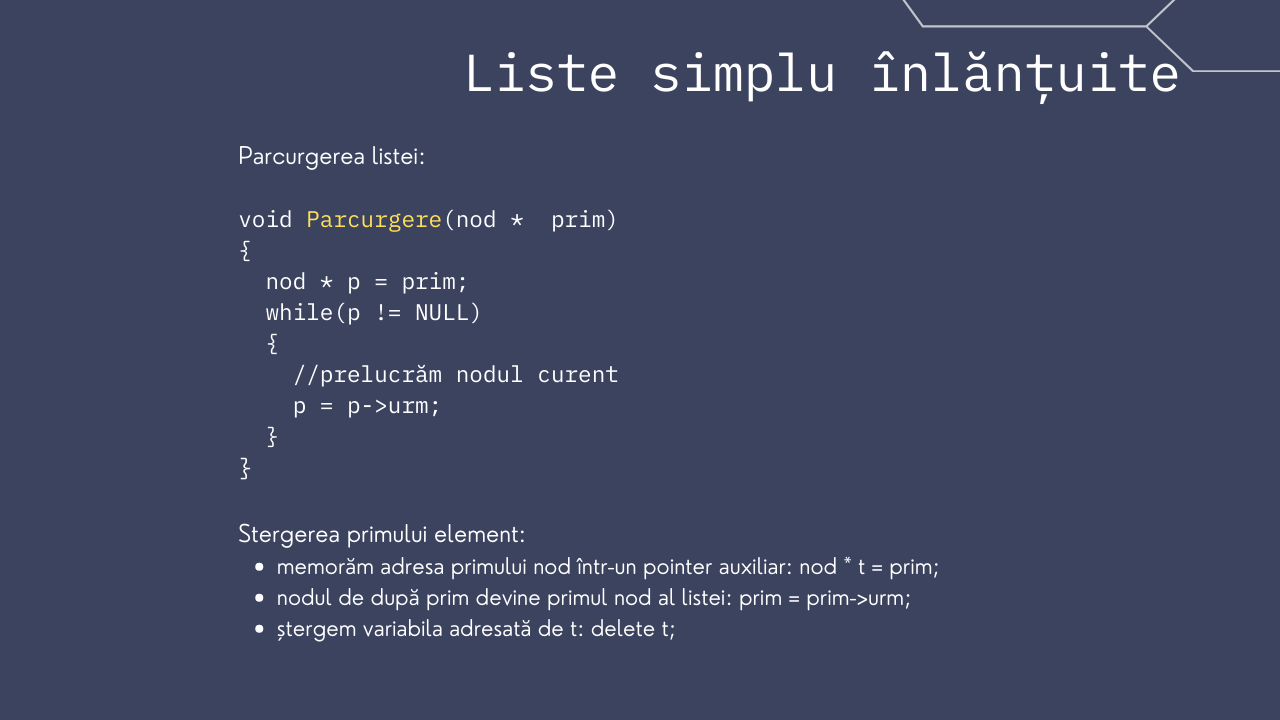 Liste simplu înlănțuite
Parcurgerea listei:
void Parcurgere(nod *  prim)
{
  nod * p = prim;
  while(p != NULL)
  {
    //prelucrăm nodul curent
    p = p->urm;
  }
}
Stergerea primului element:
• memorăm adresa primului nod într-un pointer auxiliar: nod * t = prim;
• nodul de după prim devine primul nod al listei: prim = prim->urm;
• ștergem variabila adresată de t: delete t;